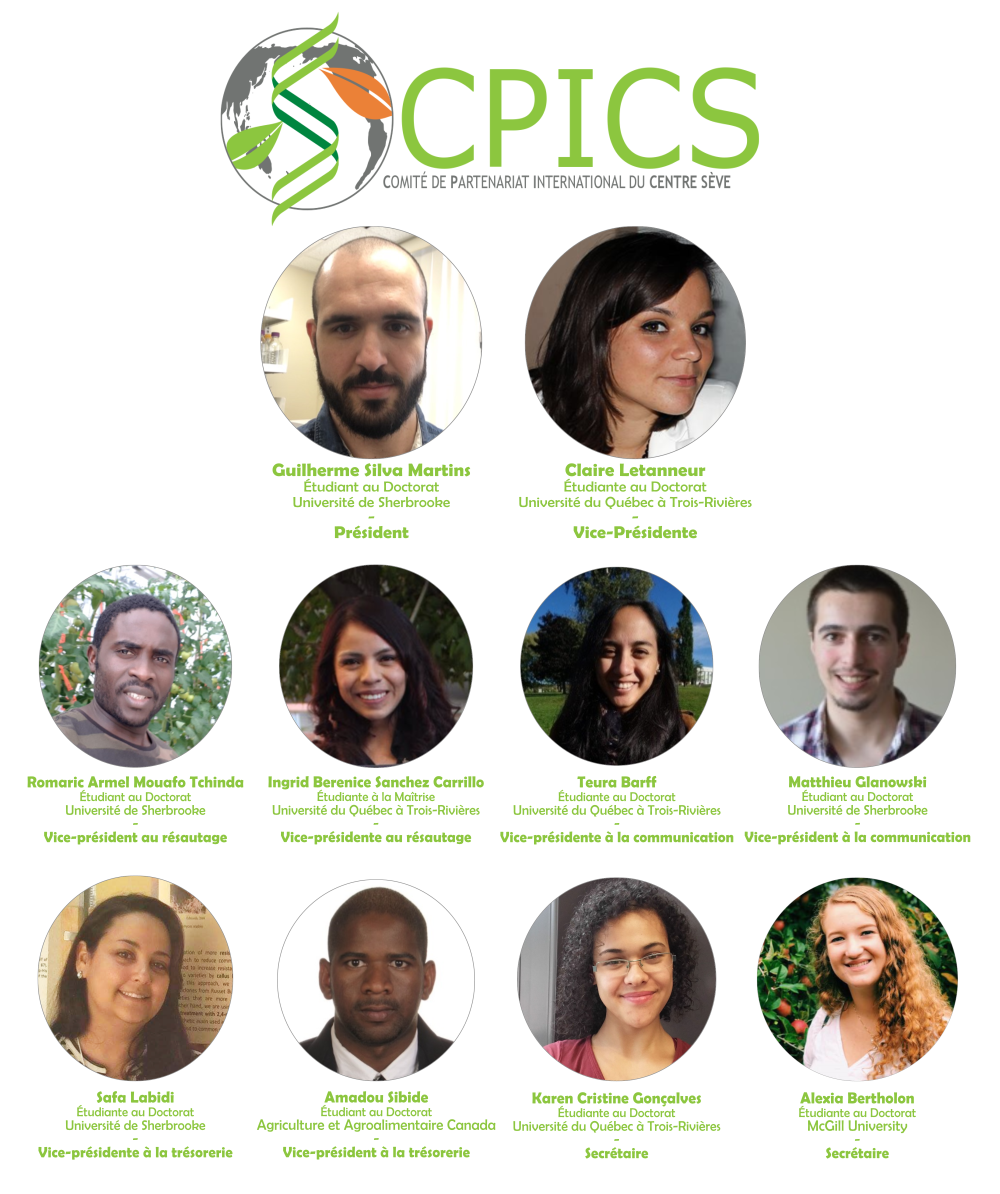 CPICS
COMITÉ DE PARTENARIAT INTERNATIONAL DU CENTRE SÈVE
Guilherme Silva Martins
Étudiant au Doctorat
Université de Sherbrooke
-
Président
Claire Letanneur
Étudiante au Doctorat
Université du Québec à Trois-Rivières
-
Vice-Présidente
Romaric Armel Mouafo Tchinda
Étudiant au Doctorat
Université de Sherbrooke
-
Vice-président au résautage
Ingrid Berenice Sanchez Carrillo
Étudiante à la Maîtrise
Université du Québec à Trois-Rivières
-
Vice-présidente au résautage
Teura Barff
Étudiante au Doctorat
Université du Québec à Trois-Rivières
-
Vice-présidente à la communication
Matthieu Glanowski
Étudiant au Doctorat
Université de Sherbrooke
-
Vice-président à la communication
Safa Labidi
Étudiante au Doctorat
Université de Sherbrooke
-
Vice-présidente à la trésorerie
Amadou Sibide
Étudiant au Doctorat
Agriculture et Agroalimentaire Canada
-
Vice-président à la trésorerie
Karen Cristine Gonçalves
Étudiante au Doctorat
Université du Québec à Trois-Rivières
-
Secrétaire
Alexia Bertholon
Étudiante au Doctorat
McGill University
-
Secrétaire